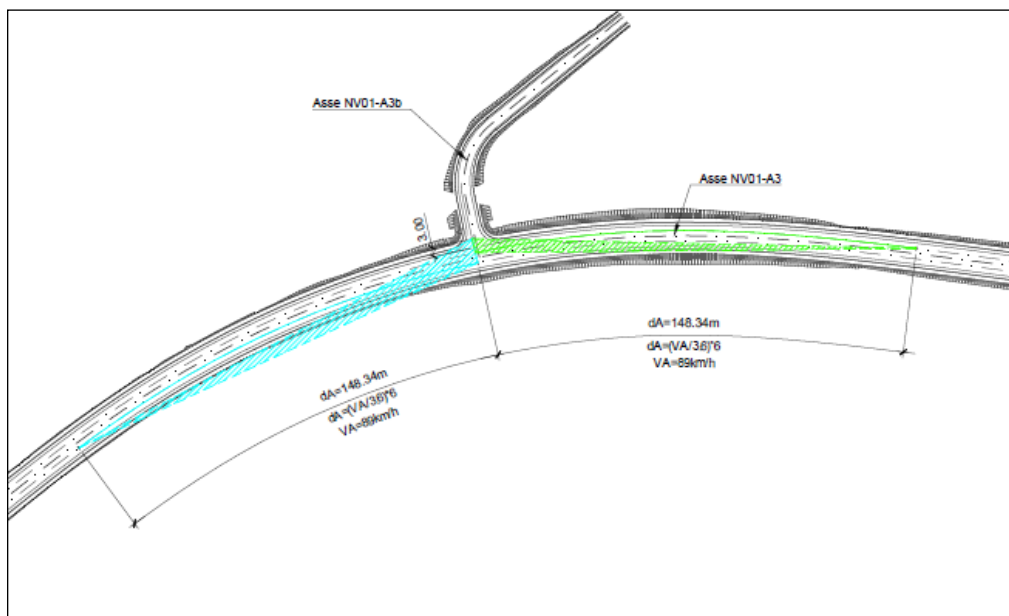 Asse NV01-A3b
Asse NV01-A3
3.00
dA=148.34m
dA=(VA/3.6)*6
VA=89km/h
dA=148.34m
dA=(VA/3.6)*6
VA=89km/h